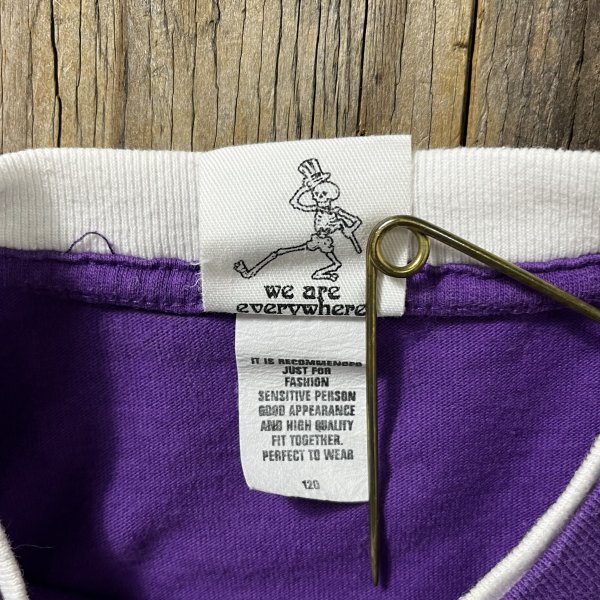 we are
everywhere
IT IS RECOMMENDED
JUST FOR
FASHION
SENSITIVE PERSON
GOOD APPEARANCE
AND HIGH QUALITY
FIT TOGETHER.
PERFECT TO WEAR
120